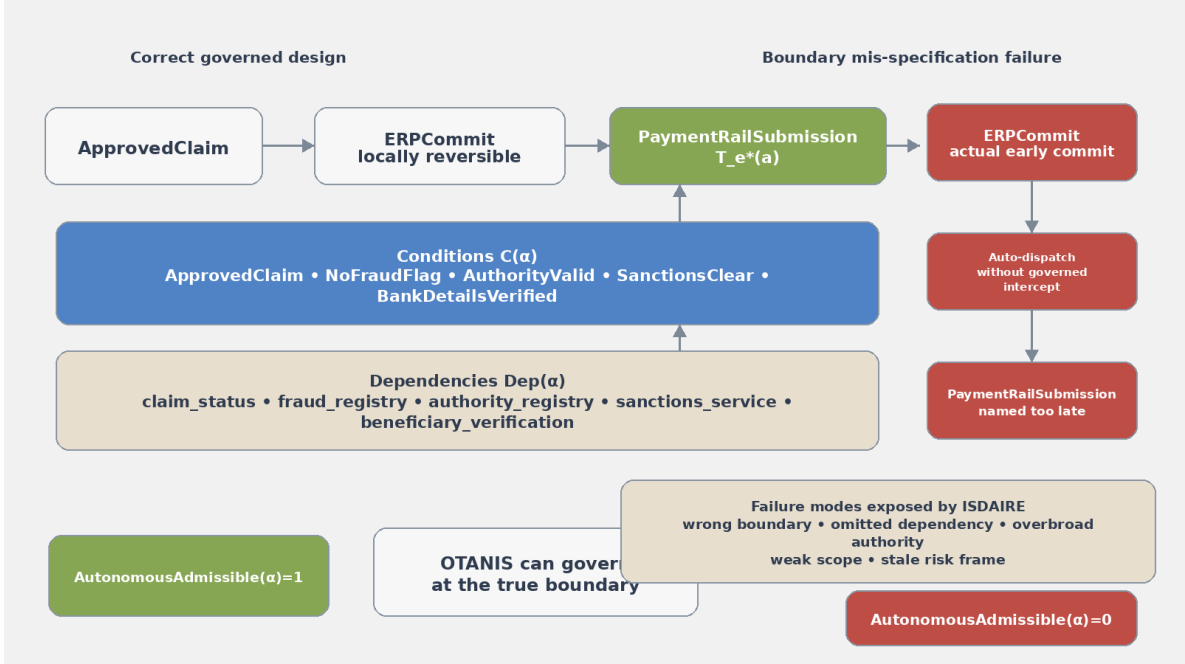 Correct governed design
Boundary mis-specification failure
ApprovedClaim
ERPCommit
locally reversible
PaymentRailSubmission
T_e*(a)
ERPCommit
actual early commit
Conditions C(α)
ApprovedClaim • NoFraudFlag • AuthorityValid • SanctionsClear •
BankDetailsVerified
Auto-dispatch
without governed
intercept
Dependencies Dep(α)
claim_status • fraud_registry • authority_registry • sanctions_service •
beneficiary_verification
PaymentRailSubmission
named too late
Failure modes exposed by ISDAIRE
wrong boundary • omitted dependency • overbroad
authority
weak scope • stale risk frame
AutonomousAdmissible(α)=1
OTANIS can gover
at the true boundary
AutonomousAdmissible(α)=0